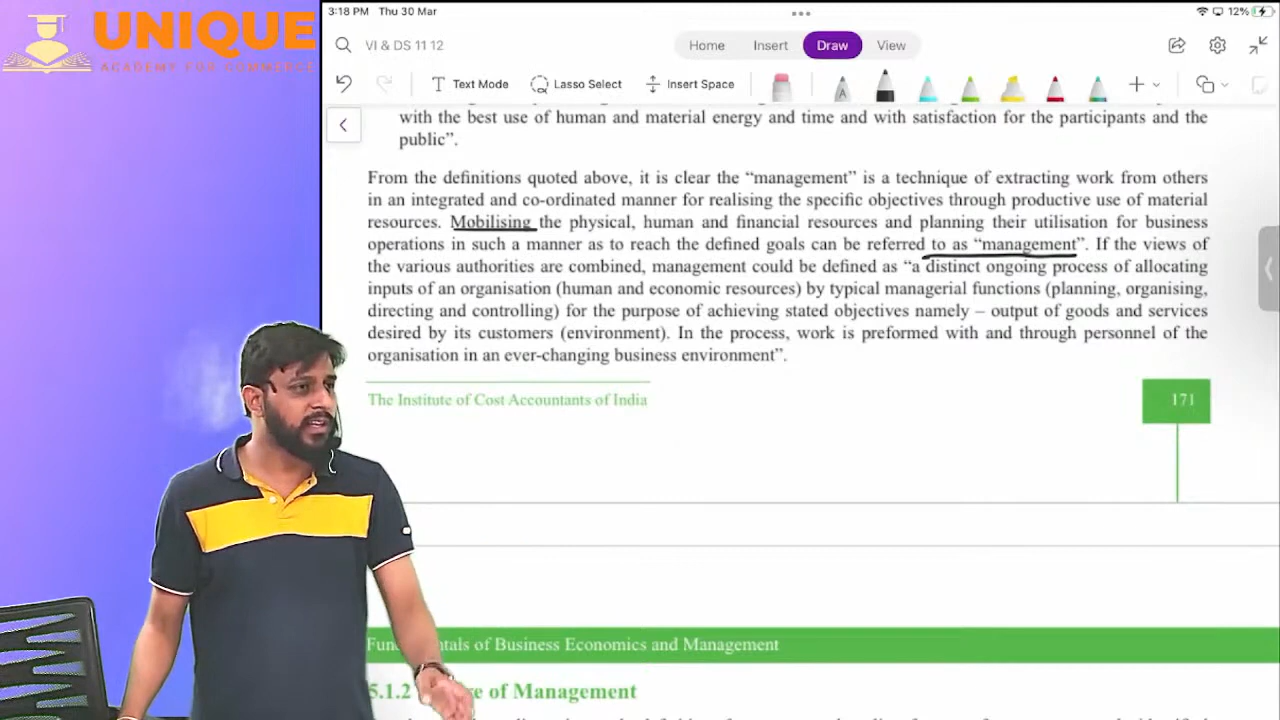 UNIQUE
ACADEMY FOR COMMERCE
3:18 PM Thu 30 Mar
12%
VI & DS 11 12
Home Insert Draw View
Text Mode Lasso Select Insert Space
with the best use of human and material energy and time and with satisfaction for the participants and the
public”.
From the definitions quoted above, it is clear the “management” is a technique of extracting work from others
in an integrated and co-ordinated manner for realising the specific objectives through productive use of material
resources. Mobilising the physical, human and financial resources and planning their utilisation for business
operations in such a manner as to reach the defined goals can be referred to as “management”. If the views of
the various authorities are combined, management could be defined as “a distinct ongoing process of allocating
inputs of an organisation (human and economic resources) by typical managerial functions (planning, organising,
directing and controlling) for the purpose of achieving stated objectives namely – output of goods and services
desired by its customers (environment). In the process, work is preformed with and through personnel of the
organisation in an ever-changing business environment”.
The Institute of Cost Accountants of India
171
of Business Economics and Management
5.1.2 of Management